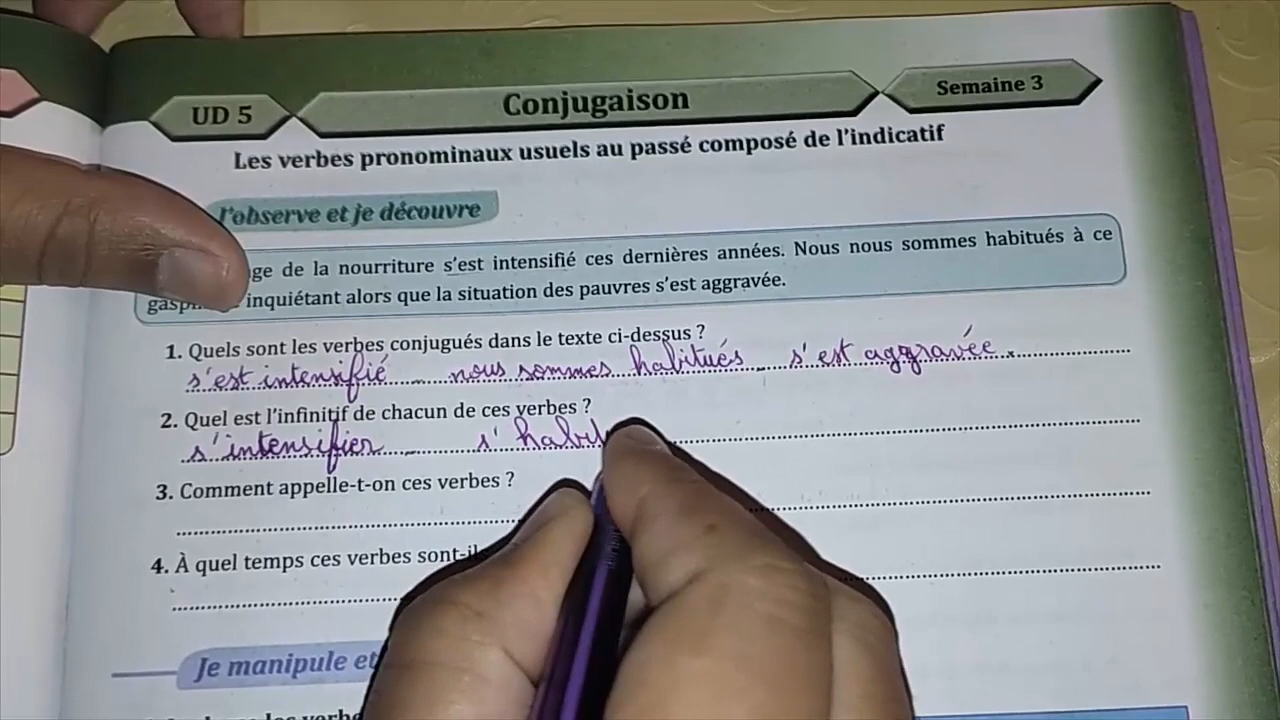 UD 5
Conjugaison
Semaine 3
Les verbes pronominaux usuels au passé composé de l'indicatif
J'observe et je découvre
de la nourriture s'est intensifié ces dernières années. Nous nous sommes habitués à ce
inquiétant alors que la situation des pauvres s'est aggravée.
1. Quels sont les verbes conjugués dans le texte ci-dessus ?
s'est intensifié nous sommes habitués s'est aggravée.
2. Quel est l'infinitif de chacun de ces verbes ?
s'intensifier s'
3. Comment appelle-t-on ces verbes ?
4. À quel temps ces verbes
Je manipule et
les